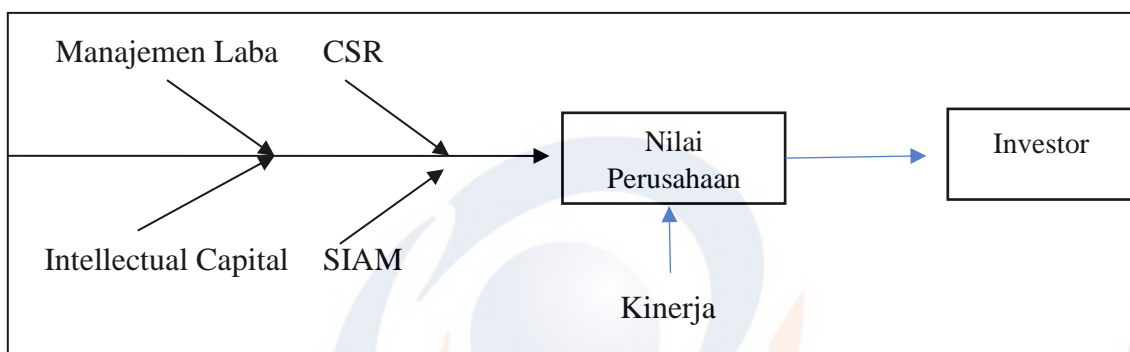 Manajemen Laba CSR
Nilai
Perusahaan
Investor
Intellectual Capital SIAM
Kinerja